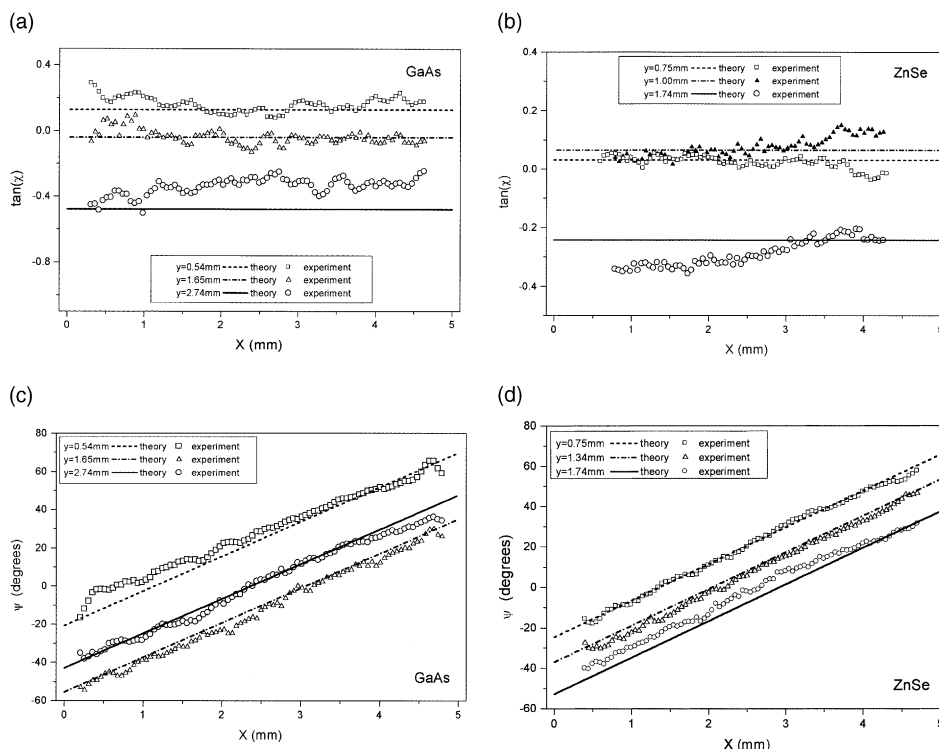 (a)
GaAs
0.4
0.0
-0.4
-0.8
tan(χ)
y=0.54mm theory experiment
y=1.65mm theory experiment
y=2.74mm theory experiment
0 1 2 3 4 5
X (mm)
(b)
ZnSe
y=0.75mm theory experiment
y=1.00mm theory experiment
y=1.74mm theory experiment
0.4
0.2
0.0
-0.2
-0.4
tan(χ)
0 1 2 3 4 5
X (mm)
(c)
80
60
40
20
0
-20
-40
-60
ψ (degrees)
y=0.54mm theory experiment
y=1.65mm theory experiment
y=2.74mm theory experiment
GaAs
0 1 2 3 4 5
X (mm)
(d)
80
60
40
20
0
-20
-40
-60
ψ (degrees)
y=0.75mm theory experiment
y=1.34mm theory experiment
y=1.74mm theory experiment
ZnSe
0 1 2 3 4 5
X (mm)